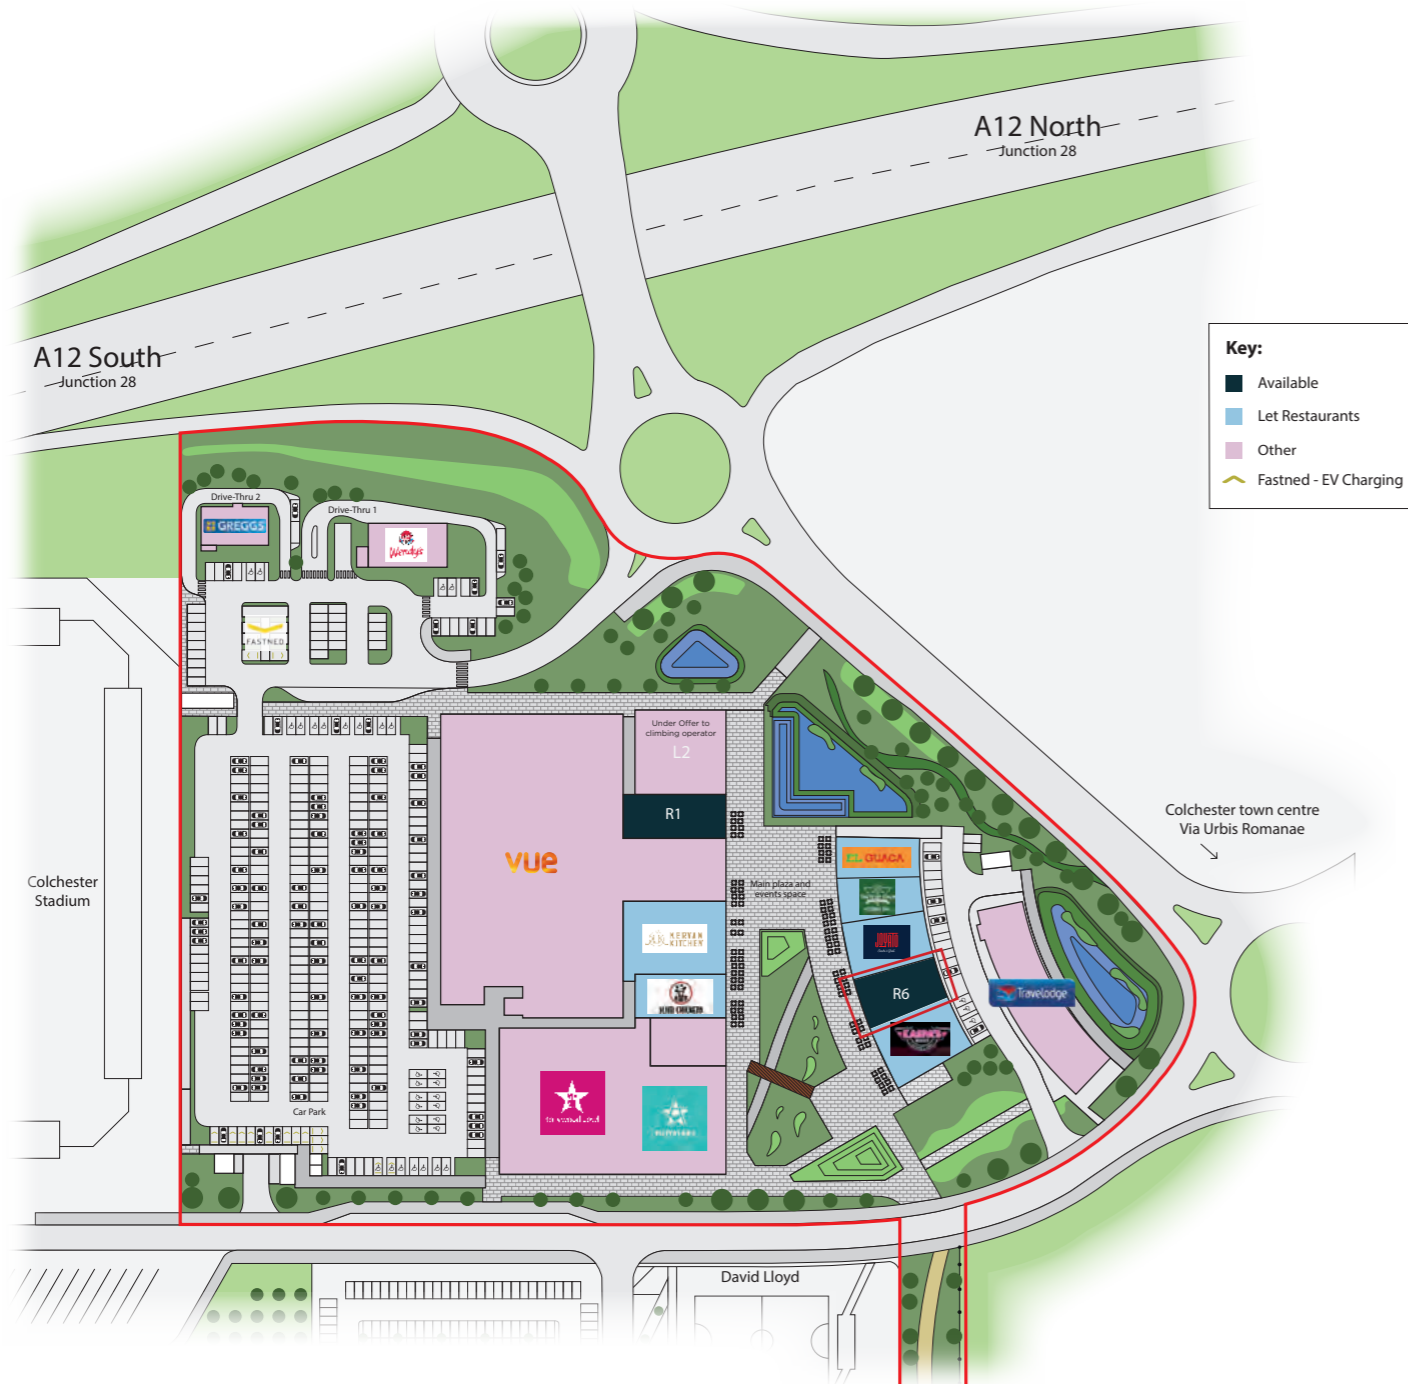 A12 North
Junction 28
A12 South
Junction 28
Key:
Available
Let Restaurants
Other
Fastned - EV Charging
Drive-Thru 2
GREGGS
Drive-Thru 1
Wendy's
FASTNED
Under Offer to
climbing operator
L2
R1
vue
Colchester town centre
Via Urbis Romanae
Colchester
Stadium
EL GUACA
Main plaza and
events space
KITCHEN
R6
Travelodge
Car Park
David Lloyd